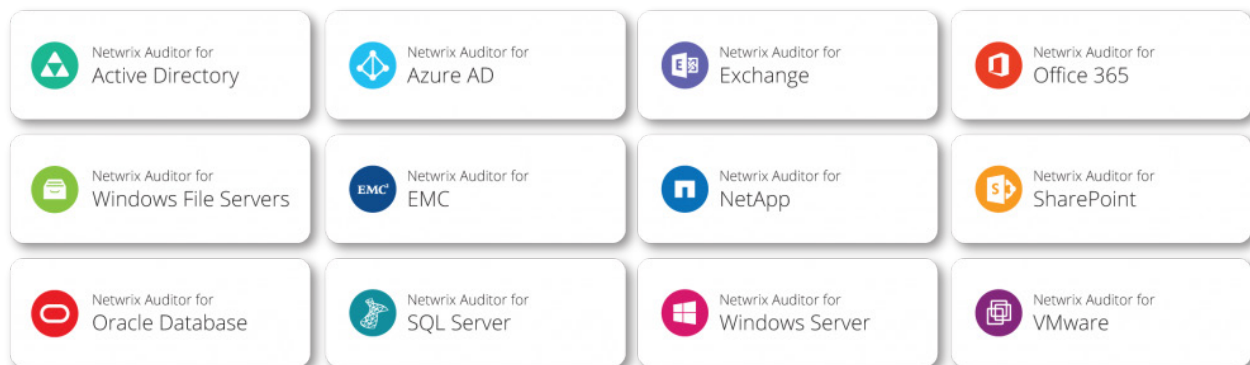 Netwrix Auditor for
Active Directory
Netwrix Auditor for
Azure AD
Netwrix Auditor for
Exchange
Netwrix Auditor for
Office 365
Netwrix Auditor for
Windows File Servers
EMC²
Netwrix Auditor for
EMC
Netwrix Auditor for
NetApp
S
Netwrix Auditor for
SharePoint
Netwrix Auditor for
Oracle Database
Netwrix Auditor for
SQL Server
Netwrix Auditor for
Windows Server
Netwrix Auditor for
VMware